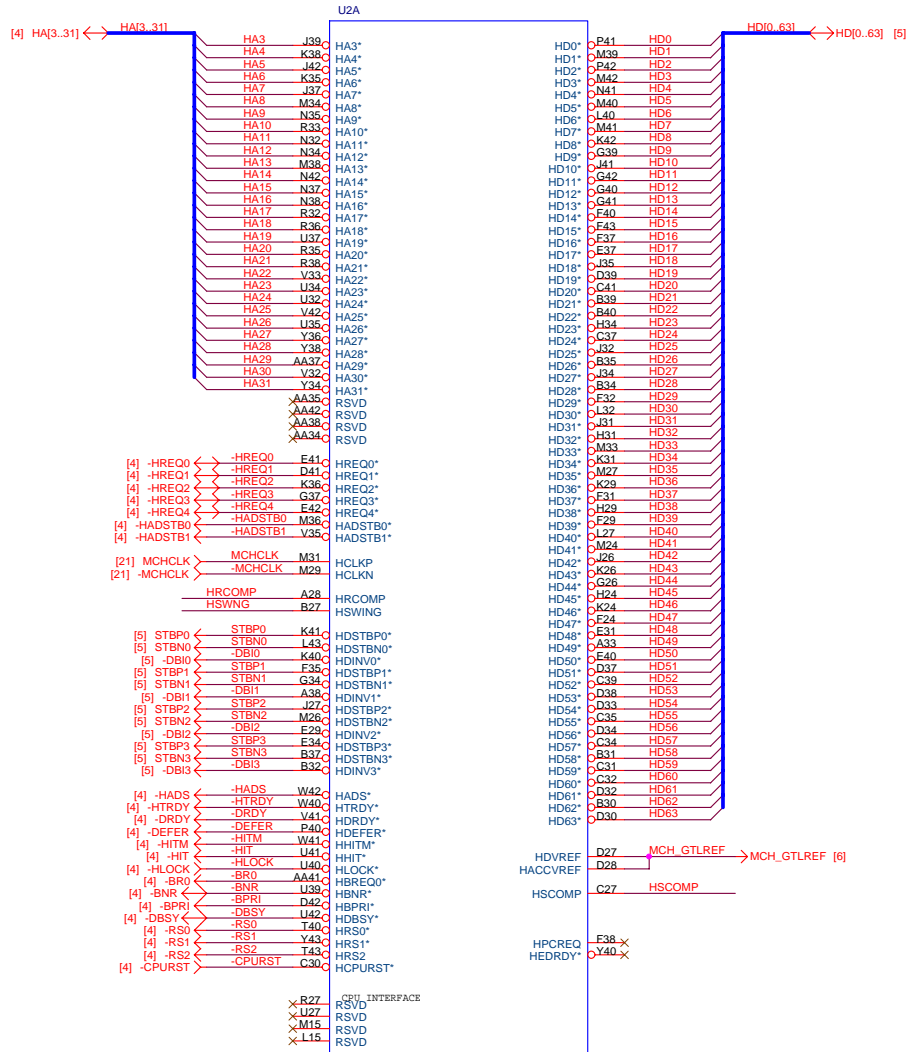 U2A
[4] HA[3..31] HA[3..31]
HA3 J39 HA3*
HA4 K38 HA4*
HA5 J42 HA5*
HA6 K35 HA6*
HA7 J37 HA7*
HA8 M34 HA8*
HA9 N35 HA9*
HA10 R33 HA10*
HA11 N32 HA11*
HA12 N34 HA12*
HA13 M38 HA13*
HA14 N42 HA14*
HA15 N37 HA15*
HA16 N38 HA16*
HA17 R32 HA17*
HA18 R36 HA18*
HA19 U37 HA19*
HA20 R35 HA20*
HA21 R38 HA21*
HA22 V33 HA22*
HA23 U34 HA23*
HA24 U32 HA24*
HA25 V42 HA25*
HA26 U35 HA26*
HA27 Y36 HA27*
HA28 Y38 HA28*
HA29 AA37 HA29*
HA30 V32 HA30*
HA31 Y34 HA31*
AA35 RSVD
AA42 RSVD
AA38 RSVD
AA34 RSVD
[4] -HREQ0 -HREQ0 E41 HREQ0*
[4] -HREQ1 -HREQ1 D41 HREQ1*
[4] -HREQ2 -HREQ2 K36 HREQ2*
[4] -HREQ3 -HREQ3 G37 HREQ3*
[4] -HREQ4 -HREQ4 E42 HREQ4*
[4] -HADSTB0 -HADSTB0 M36 HADSTB0*
[4] -HADSTB1 -HADSTB1 V35 HADSTB1*
[21] MCHCLK MCHCLK M31 HCLKP
[21] -MCHCLK -MCHCLK M29 HCLKN
HRCOMP A28 HRCOMP
HSWNG B27 HSWING
[5] STBP0 STBP0 K41 HDSTBP0*
[5] STBN0 STBN0 L43 HDSTBN0*
[5] -DBI0 -DBI0 K40 HDINV0*
[5] STBP1 STBP1 F35 HDSTBP1*
[5] STBN1 STBN1 G34 HDSTBN1*
[5] -DBI1 -DBI1 A38 HDINV1*
[5] STBP2 STBP2 J27 HDSTBP2*
[5] STBN2 STBN2 M26 HDSTBN2*
[5] -DBI2 -DBI2 E29 HDINV2*
[5] STBP3 STBP3 E34 HDSTBP3*
[5] STBN3 STBN3 B37 HDSTBN3*
[5] -DBI3 -DBI3 B32 HDINV3*
[4] -HADS -HADS W42 HADS*
[4] -HTRDY -HTRDY W40 HTRDY*
[4] -DRDY -DRDY V41 HDRDY*
[4] -DEFER -DEFER P40 HDEFER*
[4] -HITM -HITM W41 HHITM*
[4] -HIT -HIT U41 HHIT*
[4] -HLOCK -HLOCK U40 HLOCK*
[4] -BR0 -BR0 AA41 HBREQ0*
[4] -BNR -BNR U39 HBNR*
[4] -BPRI -BPRI D42 HBPRI*
[4] -DBSY -DBSY U42 HDBSY*
[4] -RS0 -RS0 T40 HRS0*
[4] -RS1 -RS1 Y43 HRS1*
[4] -RS2 -RS2 T43 HRS2
[4] -CPURST -CPURST C30 HCPURST*
CPU_INTERFACE
R27 RSVD
U27 RSVD
M15 RSVD
L15 RSVD
HD[0..63] HD[0..63] [5]
HD0* P41 HD0
HD1* M39 HD1
HD2* P42 HD2
HD3* M42 HD3
HD4* N41 HD4
HD5* M40 HD5
HD6* L40 HD6
HD7* M41 HD7
HD8* K42 HD8
HD9* G39 HD9
HD10* J41 HD10
HD11* G42 HD11
HD12* G40 HD12
HD13* G41 HD13
HD14* F40 HD14
HD15* F43 HD15
HD16* F37 HD16
HD17* E37 HD17
HD18* J35 HD18
HD19* D39 HD19
HD20* C41 HD20
HD21* B39 HD21
HD22* B40 HD22
HD23* H34 HD23
HD24* C37 HD24
HD25* J32 HD25
HD26* B35 HD26
HD27* J34 HD27
HD28* B34 HD28
HD29* F32 HD29
HD30* L32 HD30
HD31* J31 HD31
HD32* H31 HD32
HD33* M33 HD33
HD34* K31 HD34
HD35* M27 HD35
HD36* K29 HD36
HD37* F31 HD37
HD38* H29 HD38
HD39* F29 HD39
HD40* L27 HD40
HD41* M24 HD41
HD42* J26 HD42
HD43* K26 HD43
HD44* G26 HD44
HD45* H24 HD45
HD46* K24 HD46
HD47* F24 HD47
HD48* E31 HD48
HD49* A33 HD49
HD50* E40 HD50
HD51* D37 HD51
HD52* C39 HD52
HD53* D38 HD53
HD54* D33 HD54
HD55* C35 HD55
HD56* D34 HD56
HD57* C34 HD57
HD58* B31 HD58
HD59* C31 HD59
HD60* C32 HD60
HD61* D32 HD61
HD62* B30 HD62
HD63* D30 HD63
HDVREF D27 MCH_GTLREF MCH_GTLREF [6]
HACCVREF D28
HSCOMP C27 HSCOMP
HPCREQ F38
HEDRDY* Y40